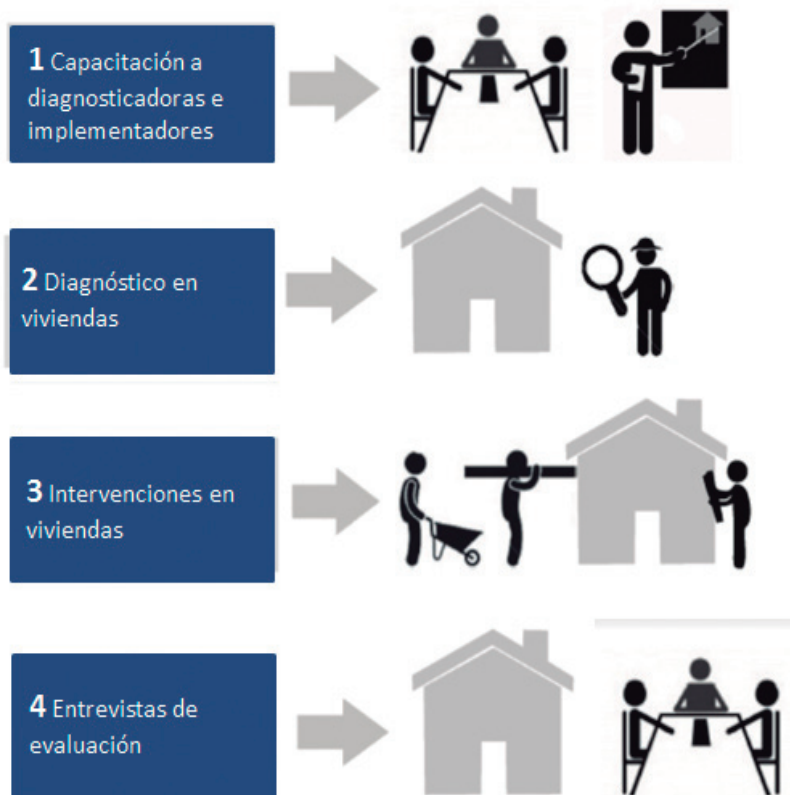 1 Capacitación a
diagnosticadoras e
implementadores
2 Diagnóstico en
viviendas
3 Intervenciones en
viviendas
4 Entrevistas de
evaluación